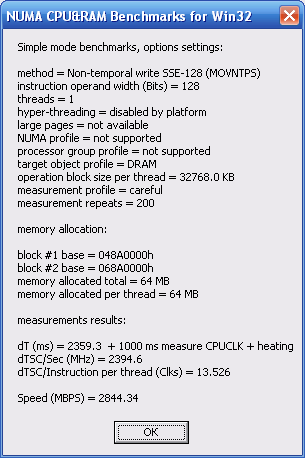 NUMA CPU&RAM Benchmarks for Win32
Simple mode benchmarks, options settings:
method = Non-temporal write SSE-128 (MOVNTPS)
instruction operand width (Bits) = 128
threads = 1
hyper-threading = disabled by platform
large pages = not available
NUMA profile = not supported
processor group profile = not supported
target object profile = DRAM
operation block size per thread = 32768.0 KB
measurement profile = careful
measurement repeats = 200
memory allocation:
block #1 base = 048A0000h
block #2 base = 068A0000h
memory allocated total = 64 MB
memory allocated per thread = 64 MB
measurements results:
dT (ms) = 2359.3  + 1000 ms measure CPUCLK + heating
dTSC/Sec (MHz) = 2394.6
dTSC/Instruction per thread (Clks) = 13.526
Speed (MBPS) = 2844.34
OK